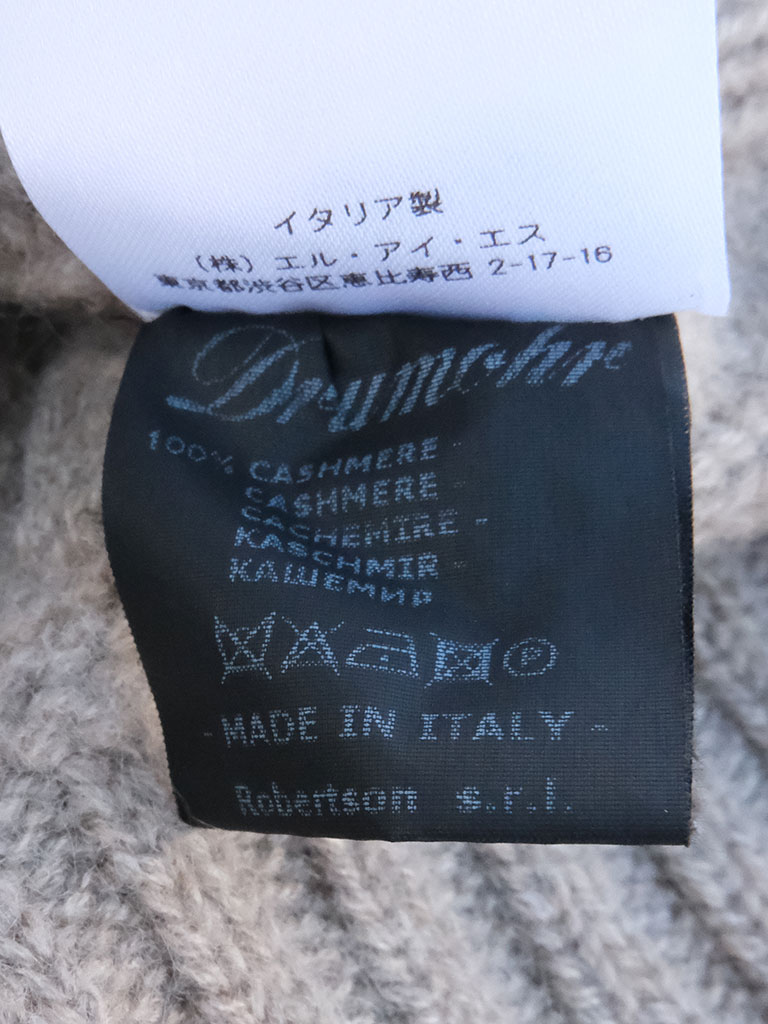 イタリア製
(株)エル・アイ・エス
東京都渋谷区恵比寿西 2-17-16
Drumohr
100% CASHMERE -
CASHMERE -
CACHEMIRE -
KASCHMIR -
КАШЕМИР
P
- MADE IN ITALY -
Robertson s.r.l.